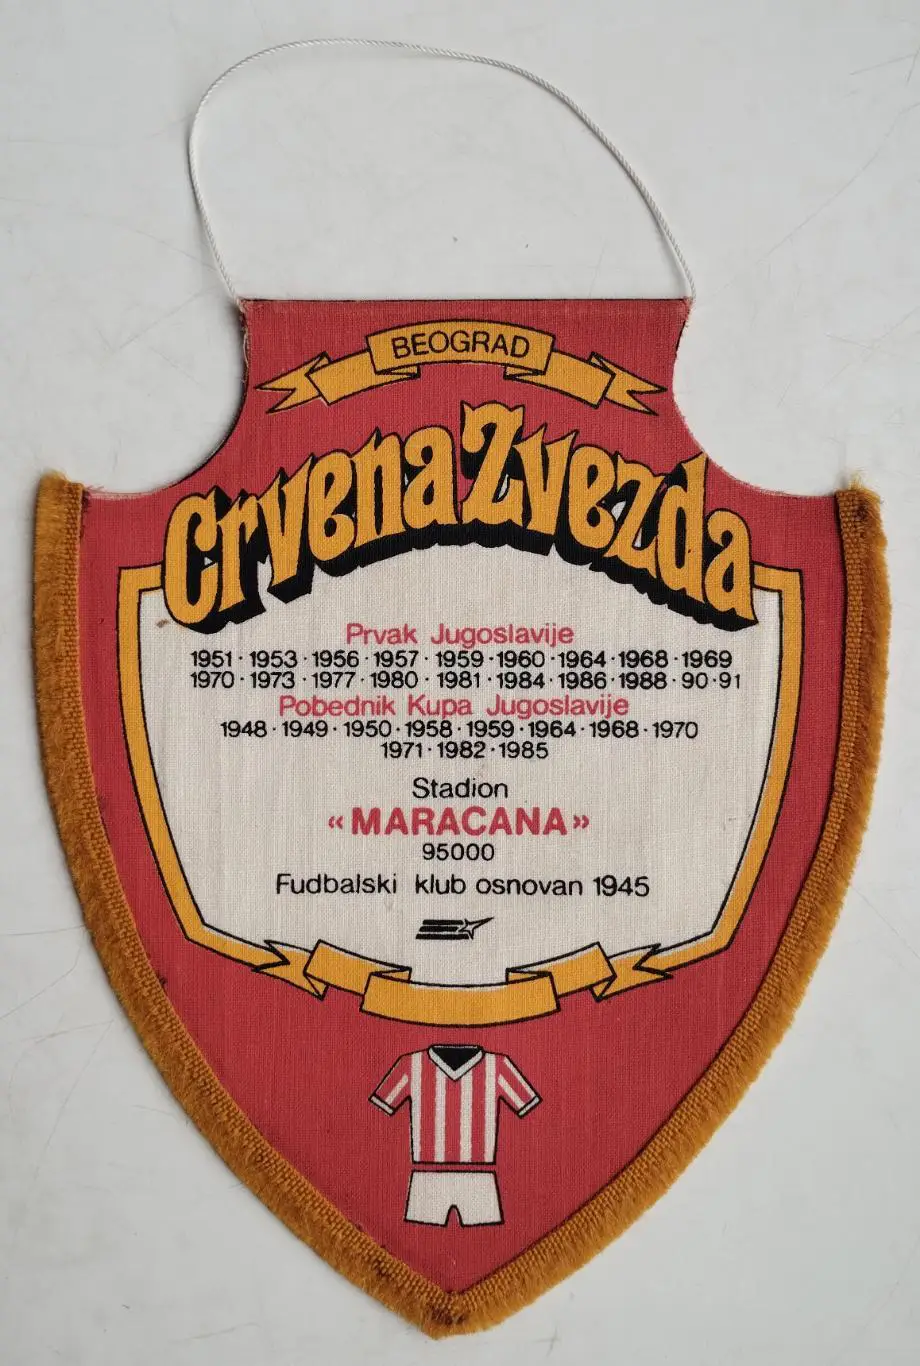 BEOGRAD
Crvena Zvezda
Prvak Jugoslavije
1951 · 1953 · 1956 · 1957 · 1959 · 1960 · 1964 · 1968 · 1969
1970 · 1973 · 1977 · 1980 · 1981 · 1984 · 1986 · 1988 · 90 · 91
Pobednik Kupa Jugoslavije
1948 · 1949 · 1950 · 1958 · 1959 · 1964 · 1968 · 1970
1971 · 1982 · 1985
Stadion
«MARACANA»
95000
Fudbalski klub osnovan 1945